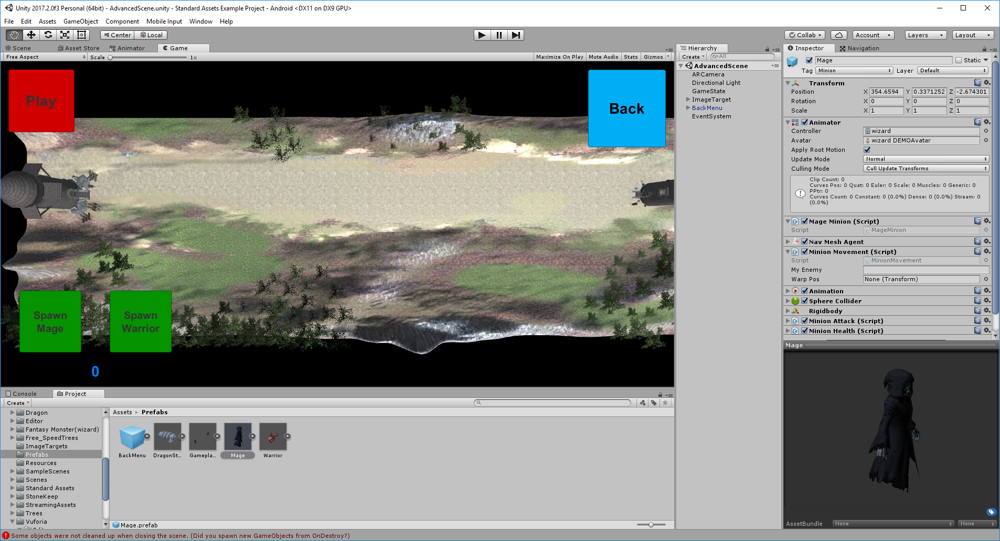 Unity 2017.2.0f3 Personal (64bit) - AdvancedScene.unity - Standard Assets Example Project - Android <DX11 on DX9 GPU>
File Edit Assets GameObject Component Mobile Input Window Help
Center Local Collab Account Layers Layout
Scene Asset Store Animator Game
Free Aspect Scale 1x Maximize On Play Mute Audio Stats Gizmos
Play
Back
Spawn
Mage
Spawn
Warrior
0
Hierarchy
Create All
AdvancedScene
ARCamera
Directional Light
GameState
ImageTarget
BackMenu
EventSystem
Inspector Navigation
Mage Static
Tag Minion Layer Default
Transform
Position X 354.6594 Y 0.3371252 Z -2.674301
Rotation X 0 Y 0 Z 0
Scale X 1 Y 1 Z 1
Animator
Controller wizard
Avatar wizard DEMOAvatar
Apply Root Motion
Update Mode Normal
Culling Mode Cull Update Transforms
Clip Count: 0
Curves Pos: 0 Quat: 0 Euler: 0 Scale: 0 Muscles: 0 Generic: 0
PPtr: 0
Curves Count: 0 Constant: 0 (0.0%) Dense: 0 (0.0%) Stream: 0
(0.0%)
Mage Minion (Script)
Script MageMinion
Nav Mesh Agent
Minion Movement (Script)
Script MinionMovement
My Enemy
Warp Pos None (Transform)
Animation
Sphere Collider
Rigidbody
Minion Attack (Script)
Minion Health (Script)
Mage
AssetBundle None None
Console Project
Create
Dragon
Editor
Fantasy Monster(wizard)
Free_SpeedTrees
ImageTargets
Prefabs
Resources
SampleScenes
Scenes
Standard Assets
StoneKeep
StreamingAssets
Trees
Vuforia
Assets Prefabs
BackMenu DragonSt... Gamepla... Mage Warrior
Mage.prefab
Some objects were not cleaned up when closing the scene. (Did you spawn new GameObjects from OnDestroy?)